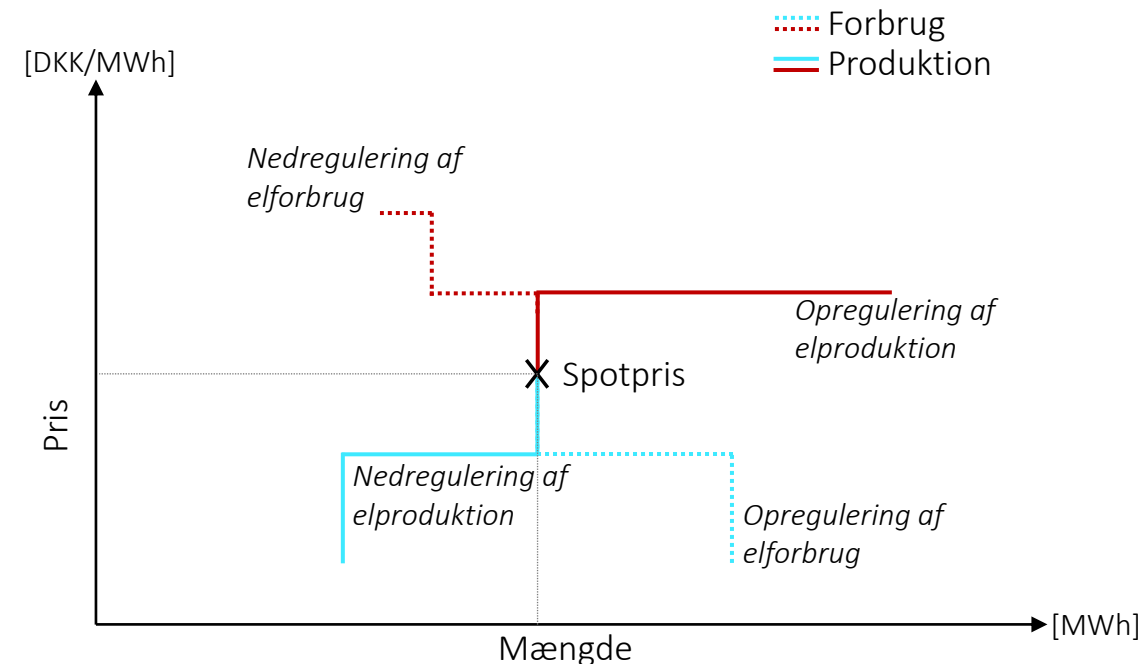 Forbrug
Produktion
[DKK/MWh]
Nedregulering af
elforbrug
Opregulering af
elproduktion
Spotpris
Pris
Nedregulering af
elproduktion
Opregulering af
elforbrug
[MWh]
Mængde